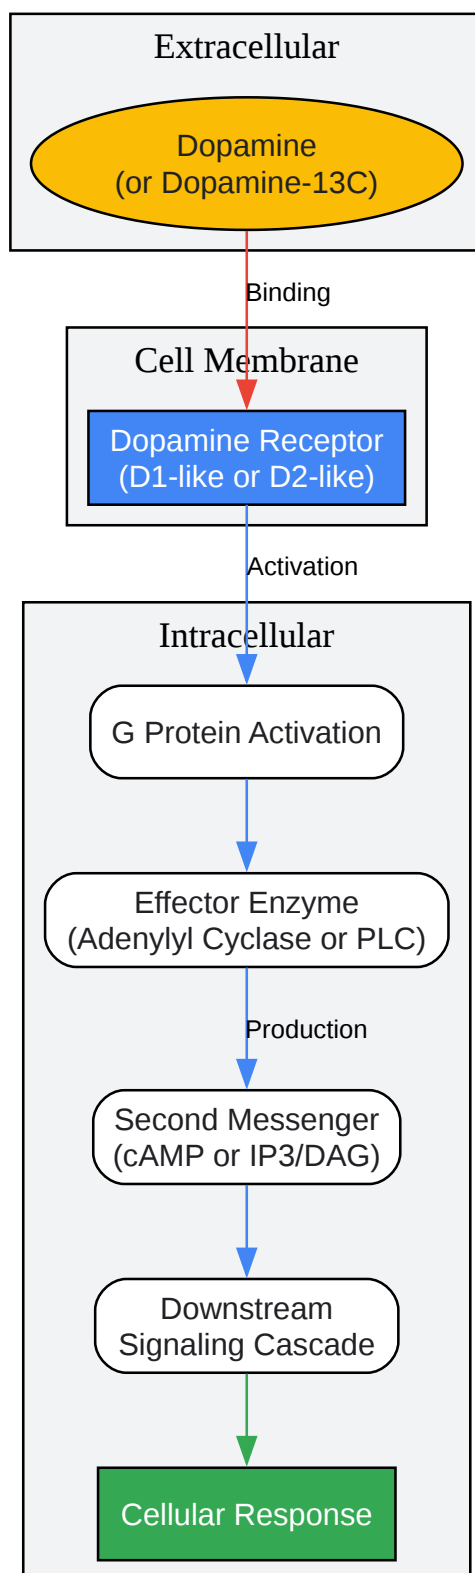 Extracellular
Dopamine
(or Dopamine-13C)
Binding
Cell Membrane
Dopamine Receptor
(D1-like or D2-like)
Activation
Intracellular
G Protein Activation
Effector Enzyme
(Adenylyl Cyclase or PLC)
Production
Second Messenger
(cAMP or IP3/DAG)
Downstream
Signaling Cascade
Cellular Response